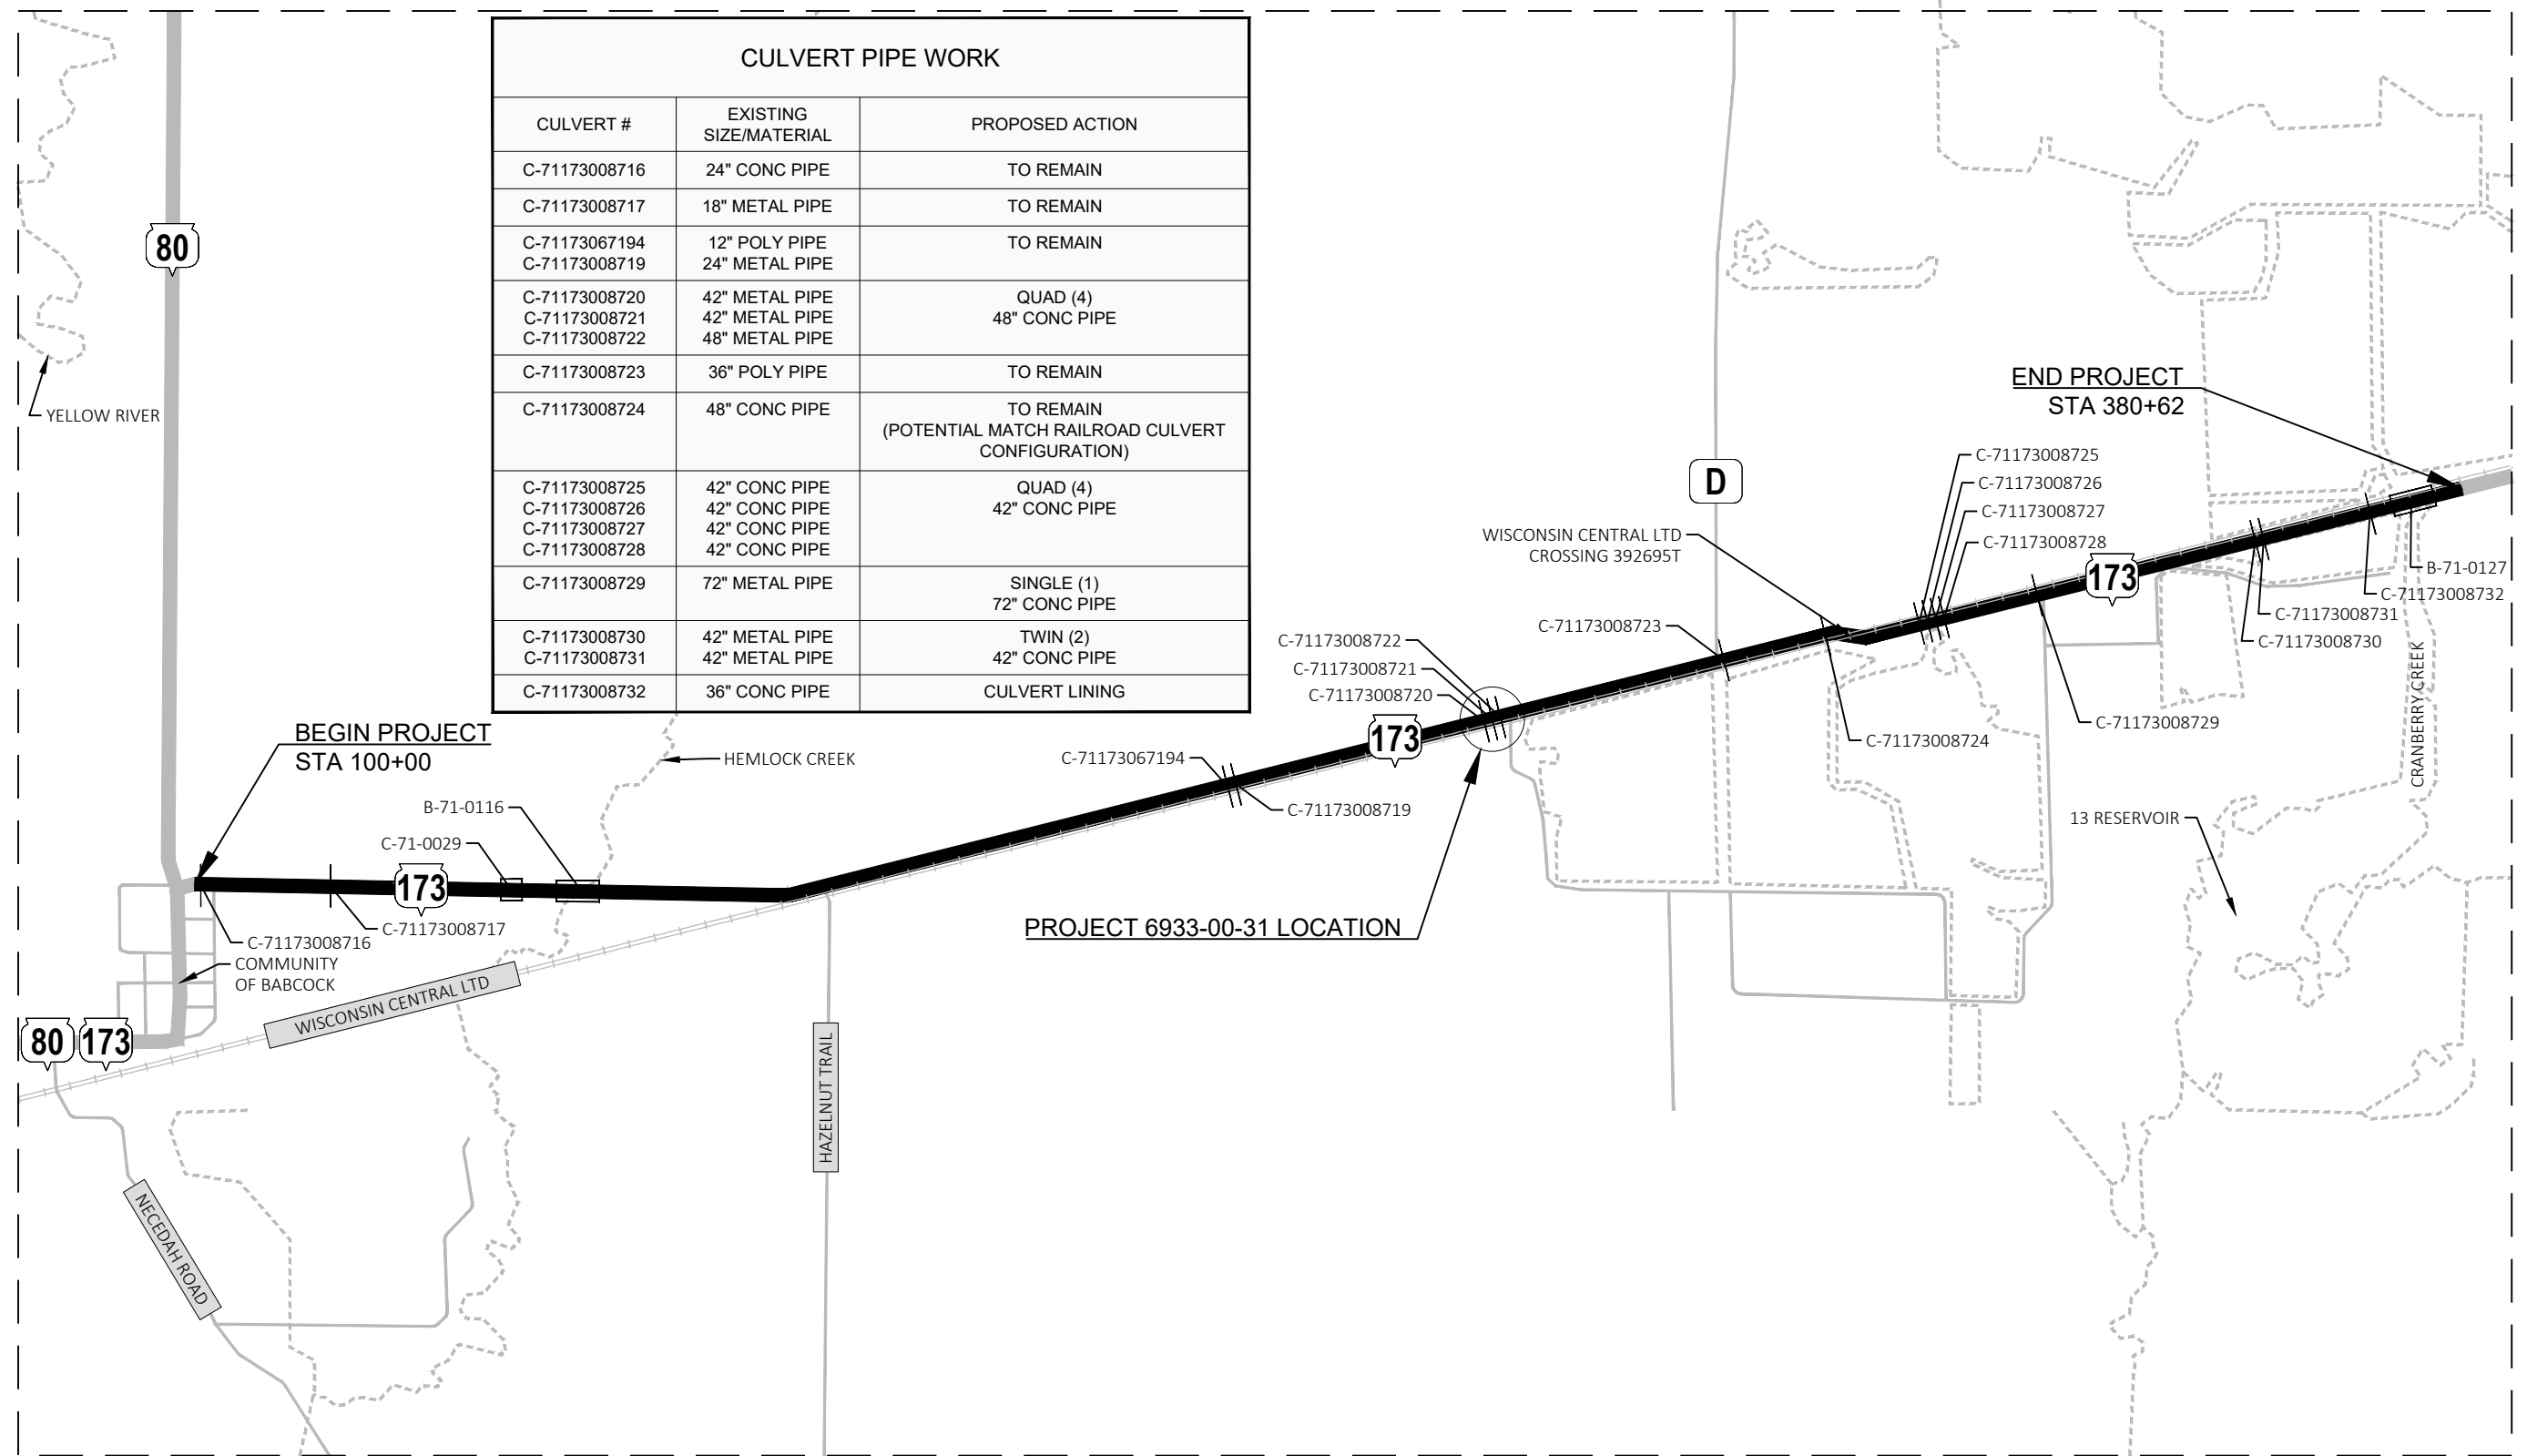 CULVERT PIPE WORK
CULVERT #
EXISTING
SIZE/MATERIAL
PROPOSED ACTION
C-71173008716 24" CONC PIPE TO REMAIN
C-71173008717 18" METAL PIPE TO REMAIN
C-71173067194 12" POLY PIPE TO REMAIN
C-71173008719 24" METAL PIPE
C-71173008720 42" METAL PIPE QUAD (4)
C-71173008721 42" METAL PIPE 48" CONC PIPE
C-71173008722 48" METAL PIPE
C-71173008723 36" POLY PIPE TO REMAIN
C-71173008724 48" CONC PIPE TO REMAIN
(POTENTIAL MATCH RAILROAD CULVERT
CONFIGURATION)
C-71173008725 42" CONC PIPE QUAD (4)
C-71173008726 42" CONC PIPE 42" CONC PIPE
C-71173008727 42" CONC PIPE
C-71173008728 42" CONC PIPE
C-71173008729 72" METAL PIPE SINGLE (1)
72" CONC PIPE
C-71173008730 42" METAL PIPE TWIN (2)
C-71173008731 42" METAL PIPE 42" CONC PIPE
C-71173008732 36" CONC PIPE CULVERT LINING
80
YELLOW RIVER
BEGIN PROJECT
STA 100+00
HEMLOCK CREEK
B-71-0116
C-71-0029
173
C-71173008717
C-71173008716
COMMUNITY
OF BABCOCK
WISCONSIN CENTRAL LTD
80
173
NECEDAH ROAD
HAZELNUT TRAIL
C-71173067194
C-71173008719
173
C-71173008722
C-71173008721
C-71173008720
PROJECT 6933-00-31 LOCATION
C-71173008723
D
WISCONSIN CENTRAL LTD
CROSSING 392695T
C-71173008724
END PROJECT
STA 380+62
C-71173008725
C-71173008726
C-71173008727
C-71173008728
173
C-71173008729
B-71-0127
C-71173008732
C-71173008731
C-71173008730
CRANBERRY CREEK
13 RESERVOIR